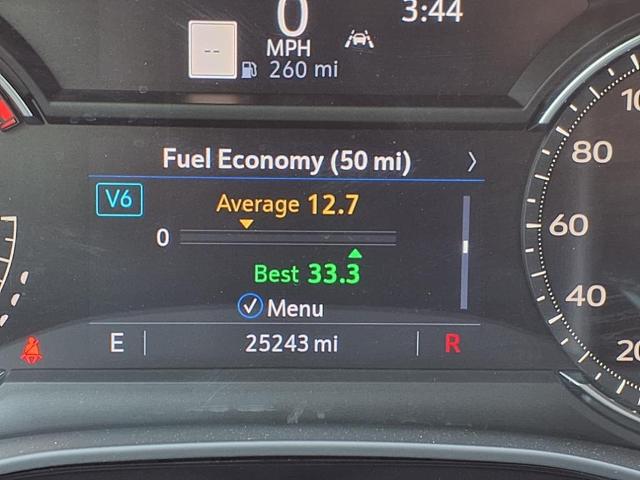 0
3:44
--
MPH
260 mi
Fuel Economy (50 mi)
V6
Average 12.7
0
Best 33.3
Menu
E
25243 mi
R
80
60
40
20